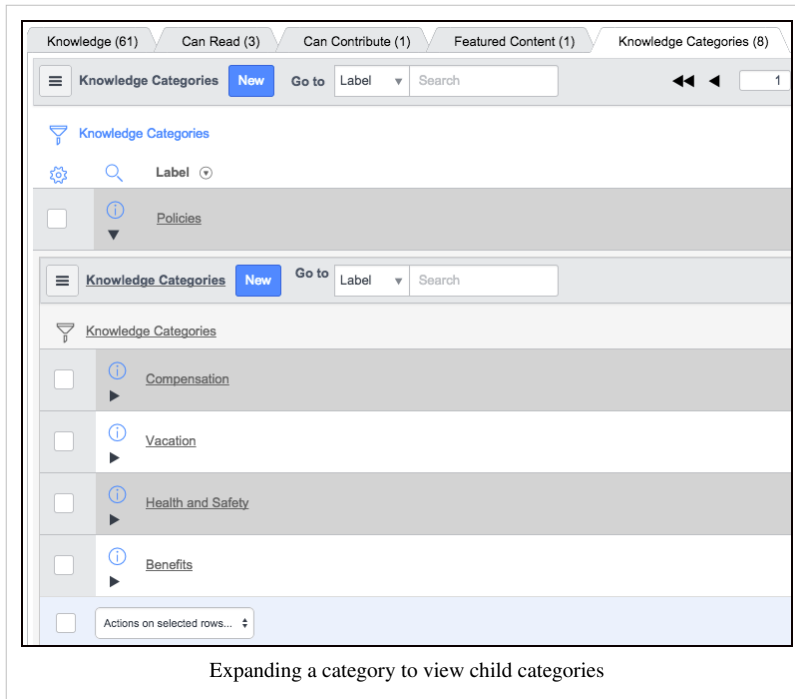 Knowledge (61) Can Read (3) Can Contribute (1) Featured Content (1) Knowledge Categories (8)
Knowledge Categories New Go to Label Search 1
Knowledge Categories
Label
Policies
Knowledge Categories New Go to Label Search
Knowledge Categories
Compensation
Vacation
Health and Safety
Benefits
Actions on selected rows...
Expanding a category to view child categories